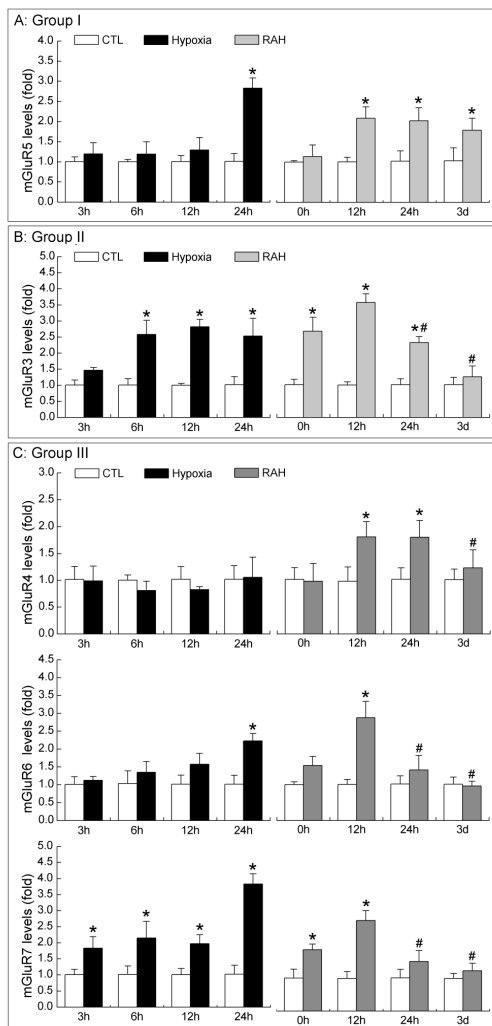 A: Group I
CTL Hypoxia RAH
mGluR5 levels (fold)
4.0
3.5
3.0
2.5
2.0
1.5
1.0
0.5
0.0
* * * *
3h 6h 12h 24h 0h 12h 24h 3d
B: Group II
CTL Hypoxia RAH
mGluR3 levels (fold)
5.0
4.5
4.0
3.5
3.0
2.5
2.0
1.5
1.0
0.5
0.0
* * * * * *# #
3h 6h 12h 24h 0h 12h 24h 3d
C: Group III
CTL Hypoxia RAH
mGluR4 levels (fold)
3.0
2.5
2.0
1.5
1.0
0.5
0.0
* * #
3h 6h 12h 24h 0h 12h 24h 3d
mGluR6 levels (fold)
4.5
4.0
3.5
3.0
2.5
2.0
1.5
1.0
0.5
0.0
* * # #
3h 6h 12h 24h 0h 12h 24h 3d
mGluR7 levels (fold)
5.0
4.5
4.0
3.5
3.0
2.5
2.0
1.5
1.0
0.5
0.0
* * * * * * # #
3h 6h 12h 24h 0h 12h 24h 3d